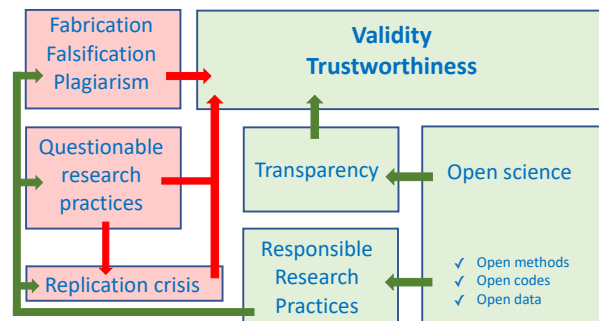 Fabrication
Falsification
Plagiarism
Validity
Trustworthiness
Questionable
research
practices
Transparency
Open science
Replication crisis
Responsible
Research
Practices
✓ Open methods
✓ Open codes
✓ Open data